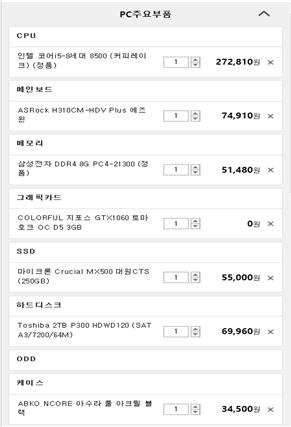 PC주요부품
CPU
인텔 코어i5-8세대 8500 (커피레이
크) (정품)
1
272,810원 ×
메인보드
ASRock H310CM-HDV Plus 에즈
윈
1
74,910원 ×
메모리
삼성전자 DDR4 8G PC4-21300 (정
품)
1
51,480원 ×
그래픽카드
COLORFUL 지포스 GTX1060 토마
호크 OC D5 3GB
1
0원 ×
SSD
마이크론 Crucial MX500 대원CTS
(250GB)
1
55,000원 ×
하드디스크
Toshiba 2TB P300 HDWD120 (SAT
A3/7200/64M)
1
69,960원 ×
ODD
케이스
ABKO NCORE 아수라 풀 아크릴 블
랙
1
34,500원 ×